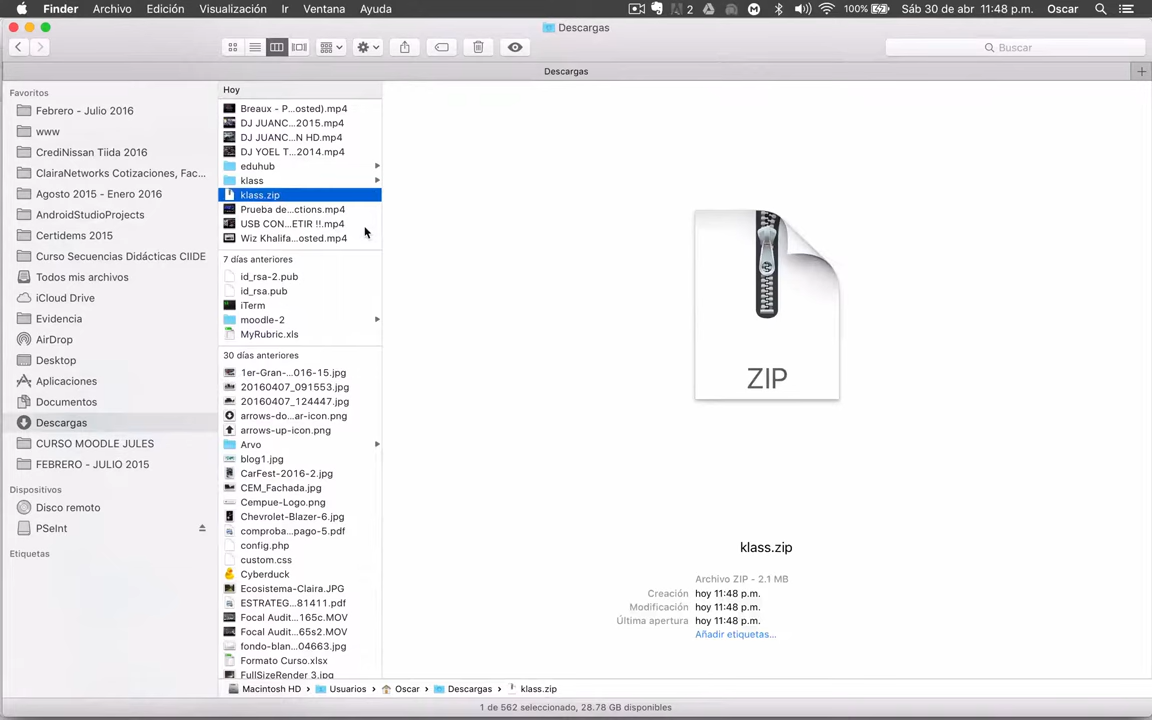 Finder Archivo Edición Visualización Ir Ventana Ayuda 2 100% Sáb 30 de abr 11:48 p.m. Oscar
Descargas
Buscar
Descargas
Favoritos
Febrero - Julio 2016
www
CrediNissan Tiida 2016
ClairaNetworks Cotizaciones, Fac...
Agosto 2015 - Enero 2016
AndroidStudioProjects
Certidems 2015
Curso Secuencias Didácticas CIIDE
Todos mis archivos
iCloud Drive
Evidencia
AirDrop
Desktop
Aplicaciones
Documentos
Descargas
CURSO MOODLE JULES
FEBRERO - JULIO 2015
Dispositivos
Disco remoto
PSeInt
Etiquetas
Hoy
Breaux - P...osted).mp4
DJ JUANC...2015.mp4
DJ JUANC...N HD.mp4
DJ YOEL T...2014.mp4
eduhub
klass
klass.zip
Prueba de...ctions.mp4
USB CON...ETIR !!.mp4
Wiz Khalifa...osted.mp4
7 días anteriores
id_rsa-2.pub
id_rsa.pub
iTerm
moodle-2
MyRubric.xls
30 días anteriores
1er-Gran-...016-15.jpg
20160407_091553.jpg
20160407_124447.jpg
arrows-do...ar-icon.png
arrows-up-icon.png
Arvo
blog1.jpg
CarFest-2016-2.jpg
CEM_Fachada.jpg
Cempue-Logo.png
Chevrolet-Blazer-6.jpg
comproba...pago-5.pdf
config.php
custom.css
Cyberduck
Ecosistema-Claira.JPG
ESTRATEG...81411.pdf
Focal Audit...165c.MOV
Focal Audit...65s2.MOV
fondo-blan...04663.jpg
Formato Curso.xlsx
FullSizeRender 3.jpg
ZIP
klass.zip
Archivo ZIP - 2.1 MB
Creación hoy 11:48 p.m.
Modificación hoy 11:48 p.m.
Última apertura hoy 11:48 p.m.
Añadir etiquetas...
Macintosh HD › Usuarios › Oscar › Descargas › klass.zip
1 de 562 seleccionado, 28.78 GB disponibles